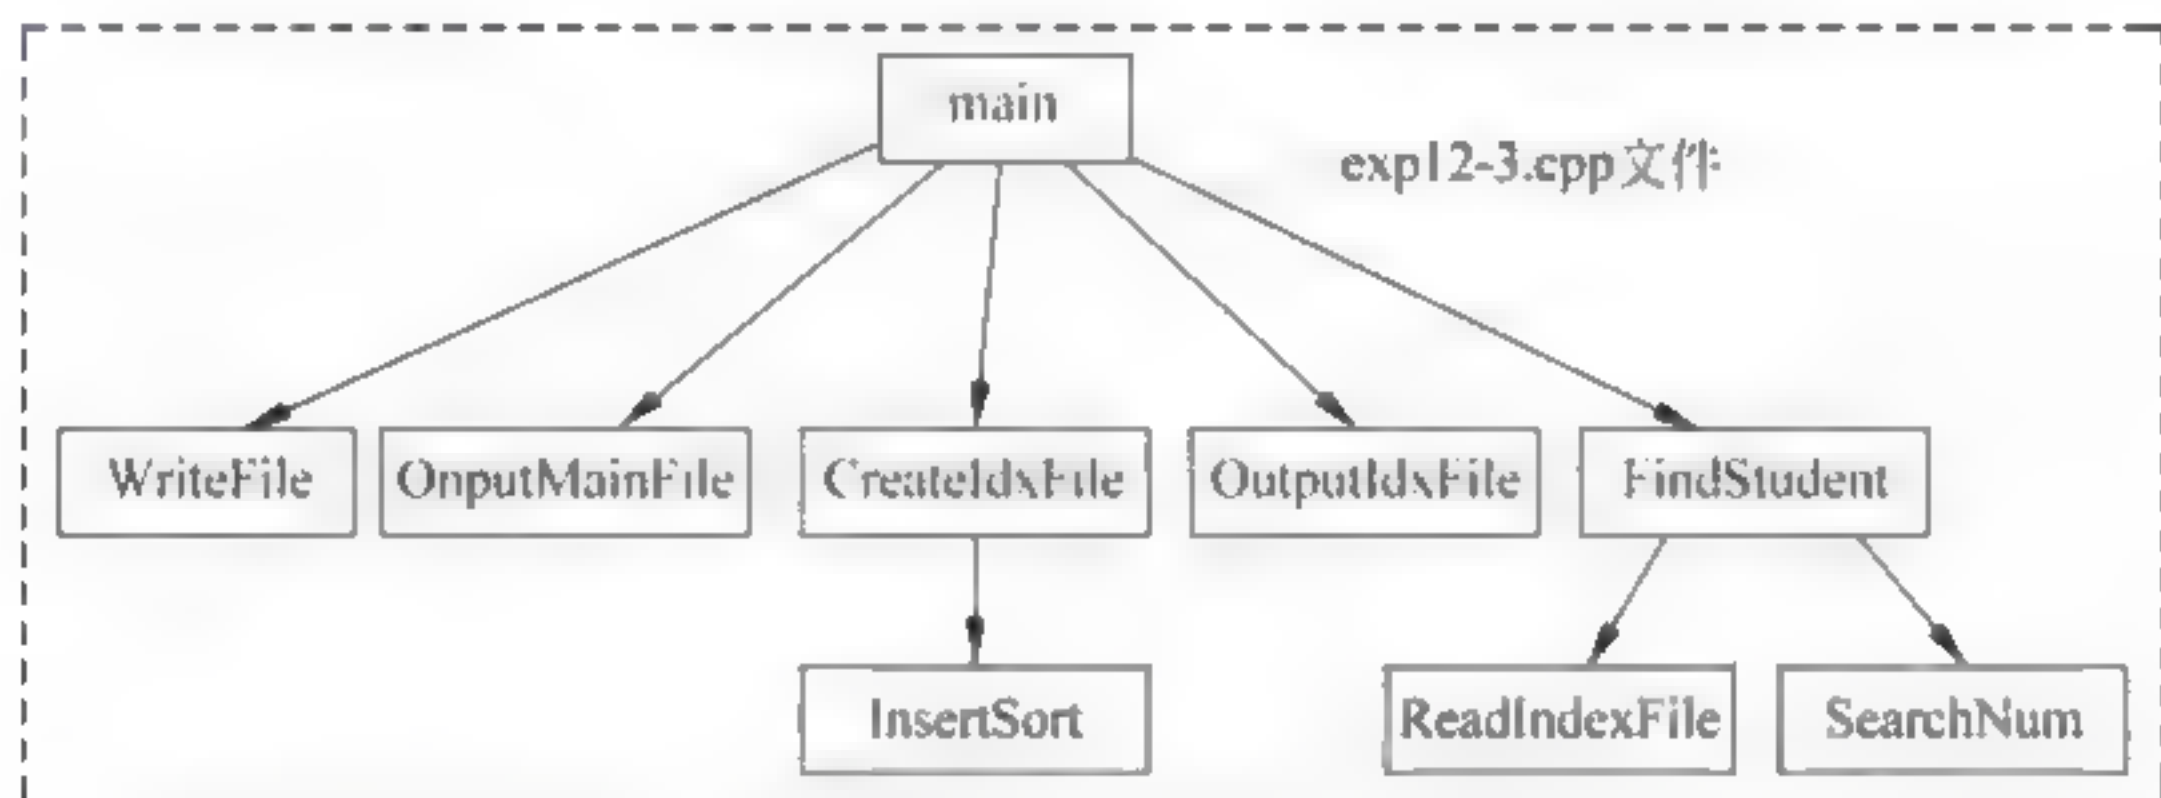 main
exp12-3.cpp文件
WriteFile
OnputMainFile
CreateIdxFile
OutputIdxFile
FindStudent
InsertSort
ReadIndexFile
SearchNum